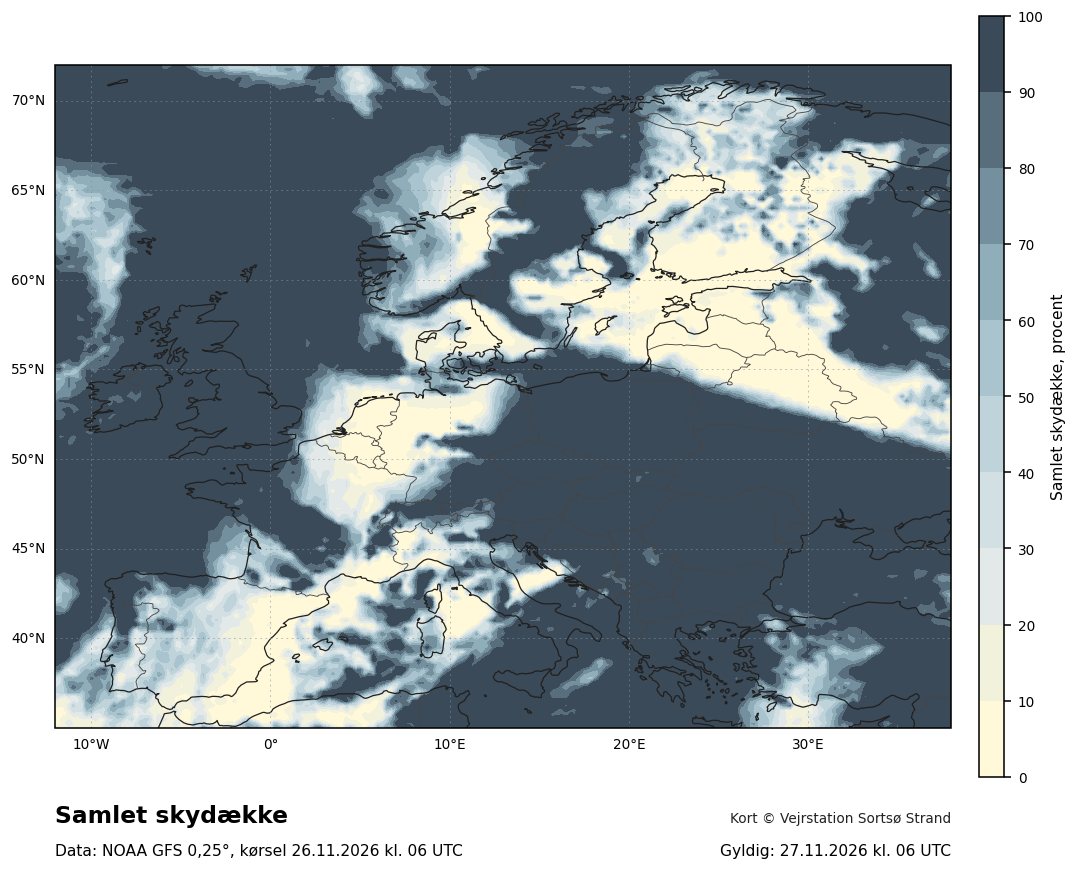 100
90
80
70
60
50
40
30
20
10
0
Samlet skydække, procent
70°N
65°N
60°N
55°N
50°N
45°N
40°N
10°W
0°
10°E
20°E
30°E
Samlet skydække
Kort © Vejrstation Sortsø Strand
Data: NOAA GFS 0,25°, kørsel 26.11.2026 kl. 06 UTC
Gyldig: 27.11.2026 kl. 06 UTC